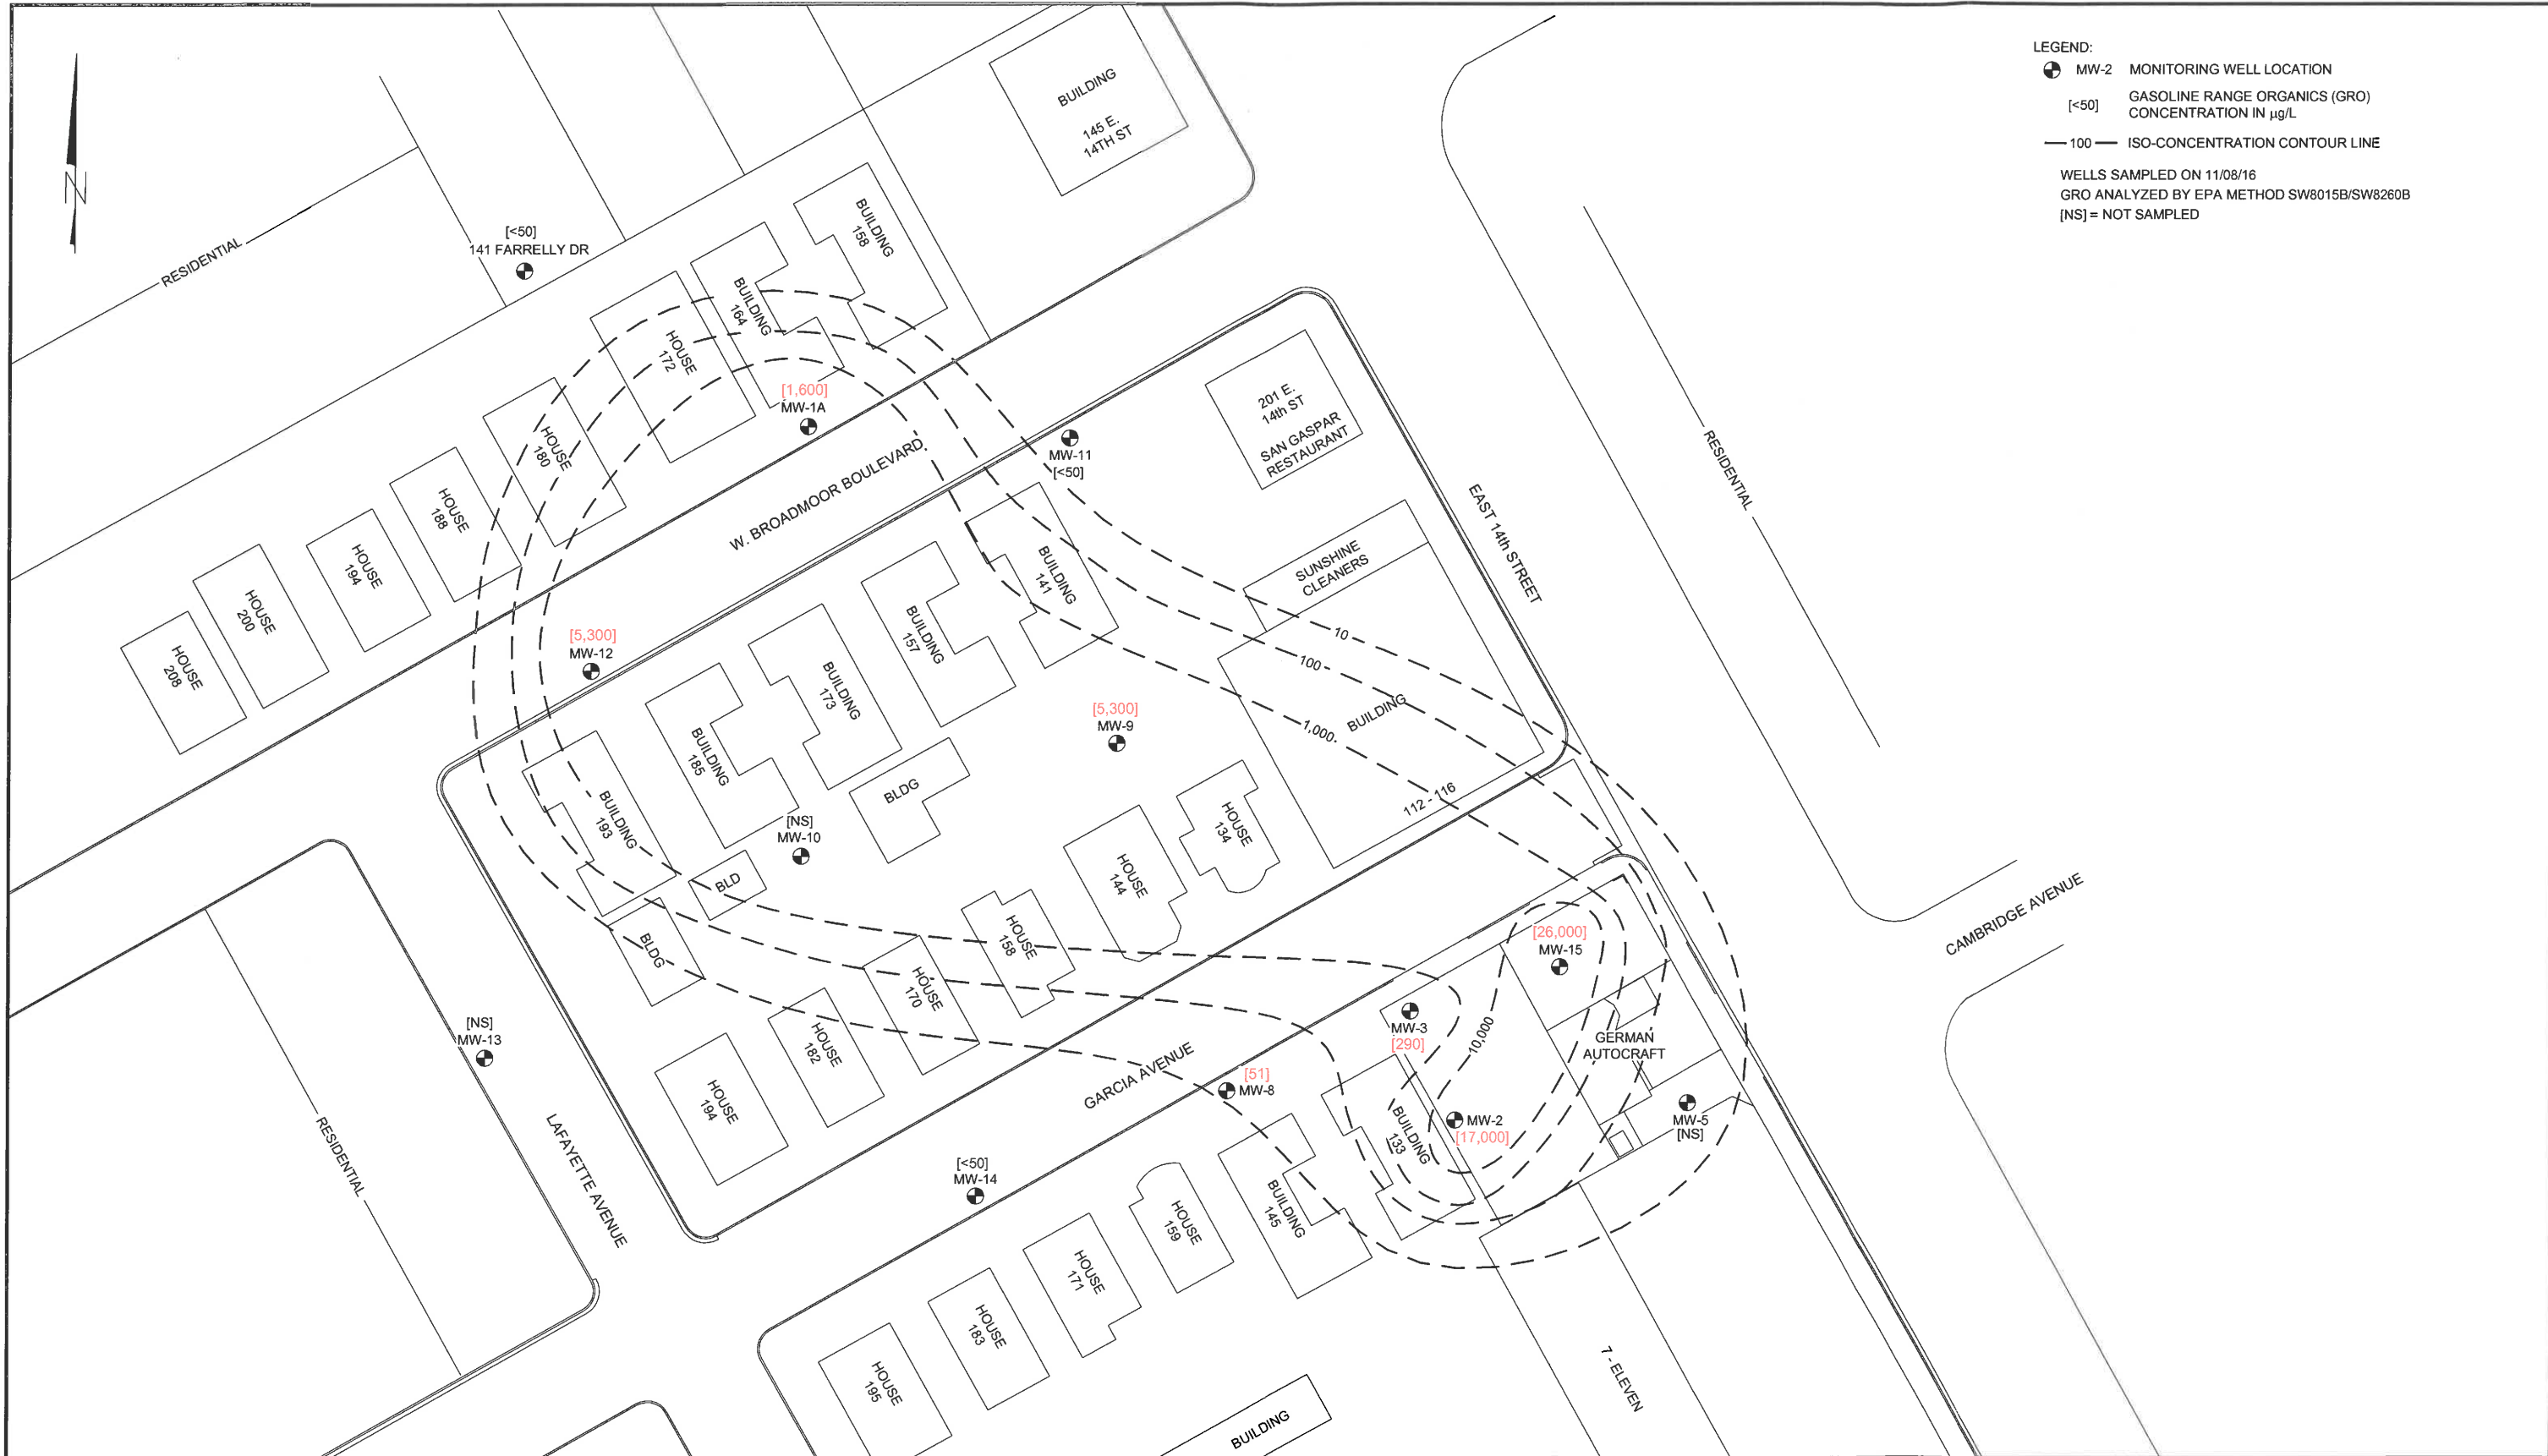 LEGEND:
MW-2 MONITORING WELL LOCATION
[<50] GASOLINE RANGE ORGANICS (GRO)
CONCENTRATION IN µg/L
100 ISO-CONCENTRATION CONTOUR LINE
WELLS SAMPLED ON 11/08/16
GRO ANALYZED BY EPA METHOD SW8015B/SW8260B
[NS] = NOT SAMPLED
N
BUILDING
145 E.
14TH ST
RESIDENTIAL
[<50]
141 FARRELLY DR
BUILDING
158
BUILDING
164
HOUSE
172
HOUSE
180
HOUSE
188
HOUSE
194
HOUSE
200
HOUSE
208
[1,600]
MW-1A
W. BROADMOOR BOULEVARD
MW-11
[<50]
201 E.
14th ST
SAN GASPAR
RESTAURANT
EAST 14th STREET
RESIDENTIAL
SUNSHINE
CLEANERS
BUILDING
141
BUILDING
157
BUILDING
173
BUILDING
185
BUILDING
193
[5,300]
MW-12
[5,300]
MW-9
10
100
1,000
BUILDING
112 - 116
BLDG
[NS]
MW-10
BLD
BLDG
HOUSE
134
HOUSE
144
HOUSE
158
HOUSE
170
HOUSE
182
HOUSE
194
CAMBRIDGE AVENUE
[26,000]
MW-15
MW-3
[290]
10,000
GERMAN
AUTOCRAFT
MW-5
[NS]
MW-2
[17,000]
BUILDING
133
GARCIA AVENUE
[51]
MW-8
[NS]
MW-13
RESIDENTIAL
LAFAYETTE AVENUE
[<50]
MW-14
BUILDING
145
HOUSE
159
HOUSE
171
HOUSE
183
HOUSE
195
BUILDING
7 - ELEVEN